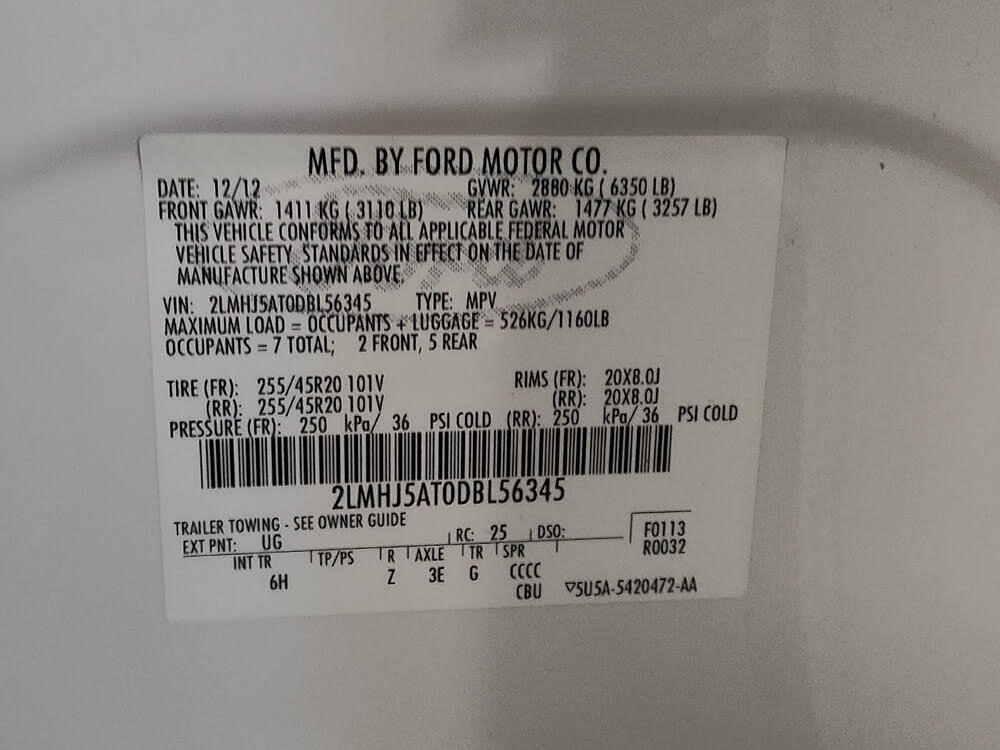 MFD. BY FORD MOTOR CO.
DATE: 12/12 GVWR: 2880 KG ( 6350 LB)
FRONT GAWR: 1411 KG ( 3110 LB) REAR GAWR: 1477 KG ( 3257 LB)
THIS VEHICLE CONFORMS TO ALL APPLICABLE FEDERAL MOTOR
VEHICLE SAFETY STANDARDS IN EFFECT ON THE DATE OF
MANUFACTURE SHOWN ABOVE.
VIN: 2LMHJ5AT0DBL56345 TYPE: MPV
MAXIMUM LOAD = OCCUPANTS + LUGGAGE = 526KG/1160LB
OCCUPANTS = 7 TOTAL; 2 FRONT, 5 REAR
TIRE (FR): 255/45R20 101V RIMS (FR): 20X8.0J
(RR): 255/45R20 101V (RR): 20X8.0J
PRESSURE (FR): 250 kPa/ 36 PSI COLD (RR): 250 kPa/ 36 PSI COLD
2LMHJ5AT0DBL56345
TRAILER TOWING - SEE OWNER GUIDE
EXT PNT: UG RC: 25 DSO: F0113
R0032
INT TR TP/PS R AXLE TR SPR
6H Z 3E G CCCC
CBU ▽5U5A-5420472-AA